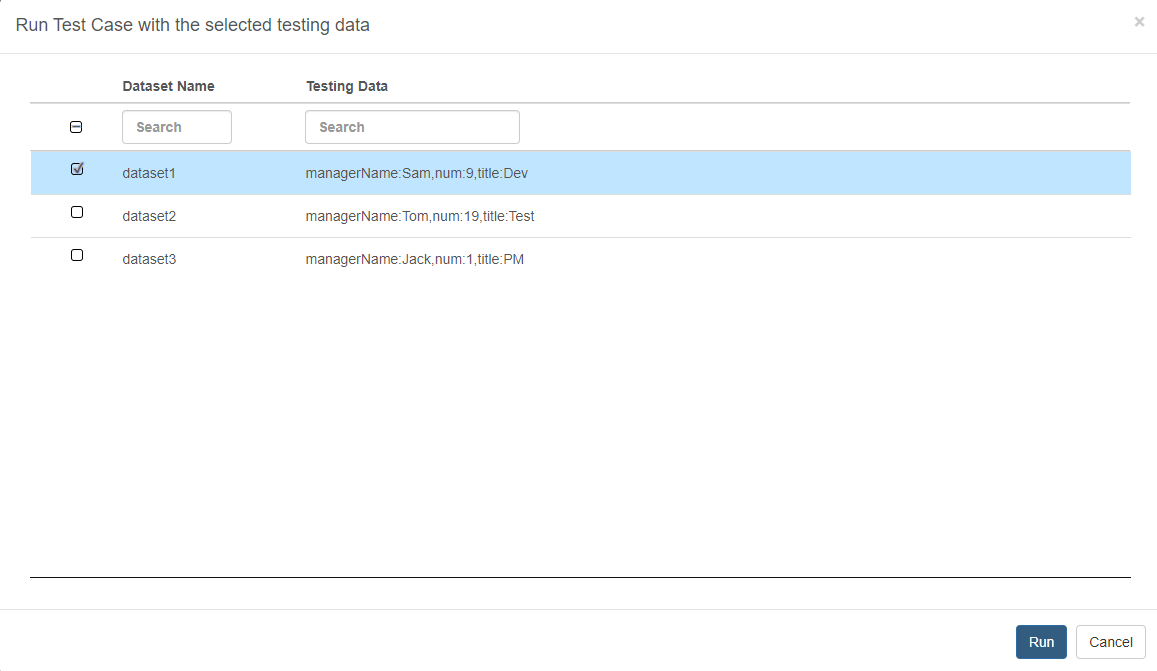 Run Test Case with the selected testing data ×
Dataset Name Testing Data
Search Search
dataset1 managerName:Sam,num:9,title:Dev
dataset2 managerName:Tom,num:19,title:Test
dataset3 managerName:Jack,num:1,title:PM
Run Cancel